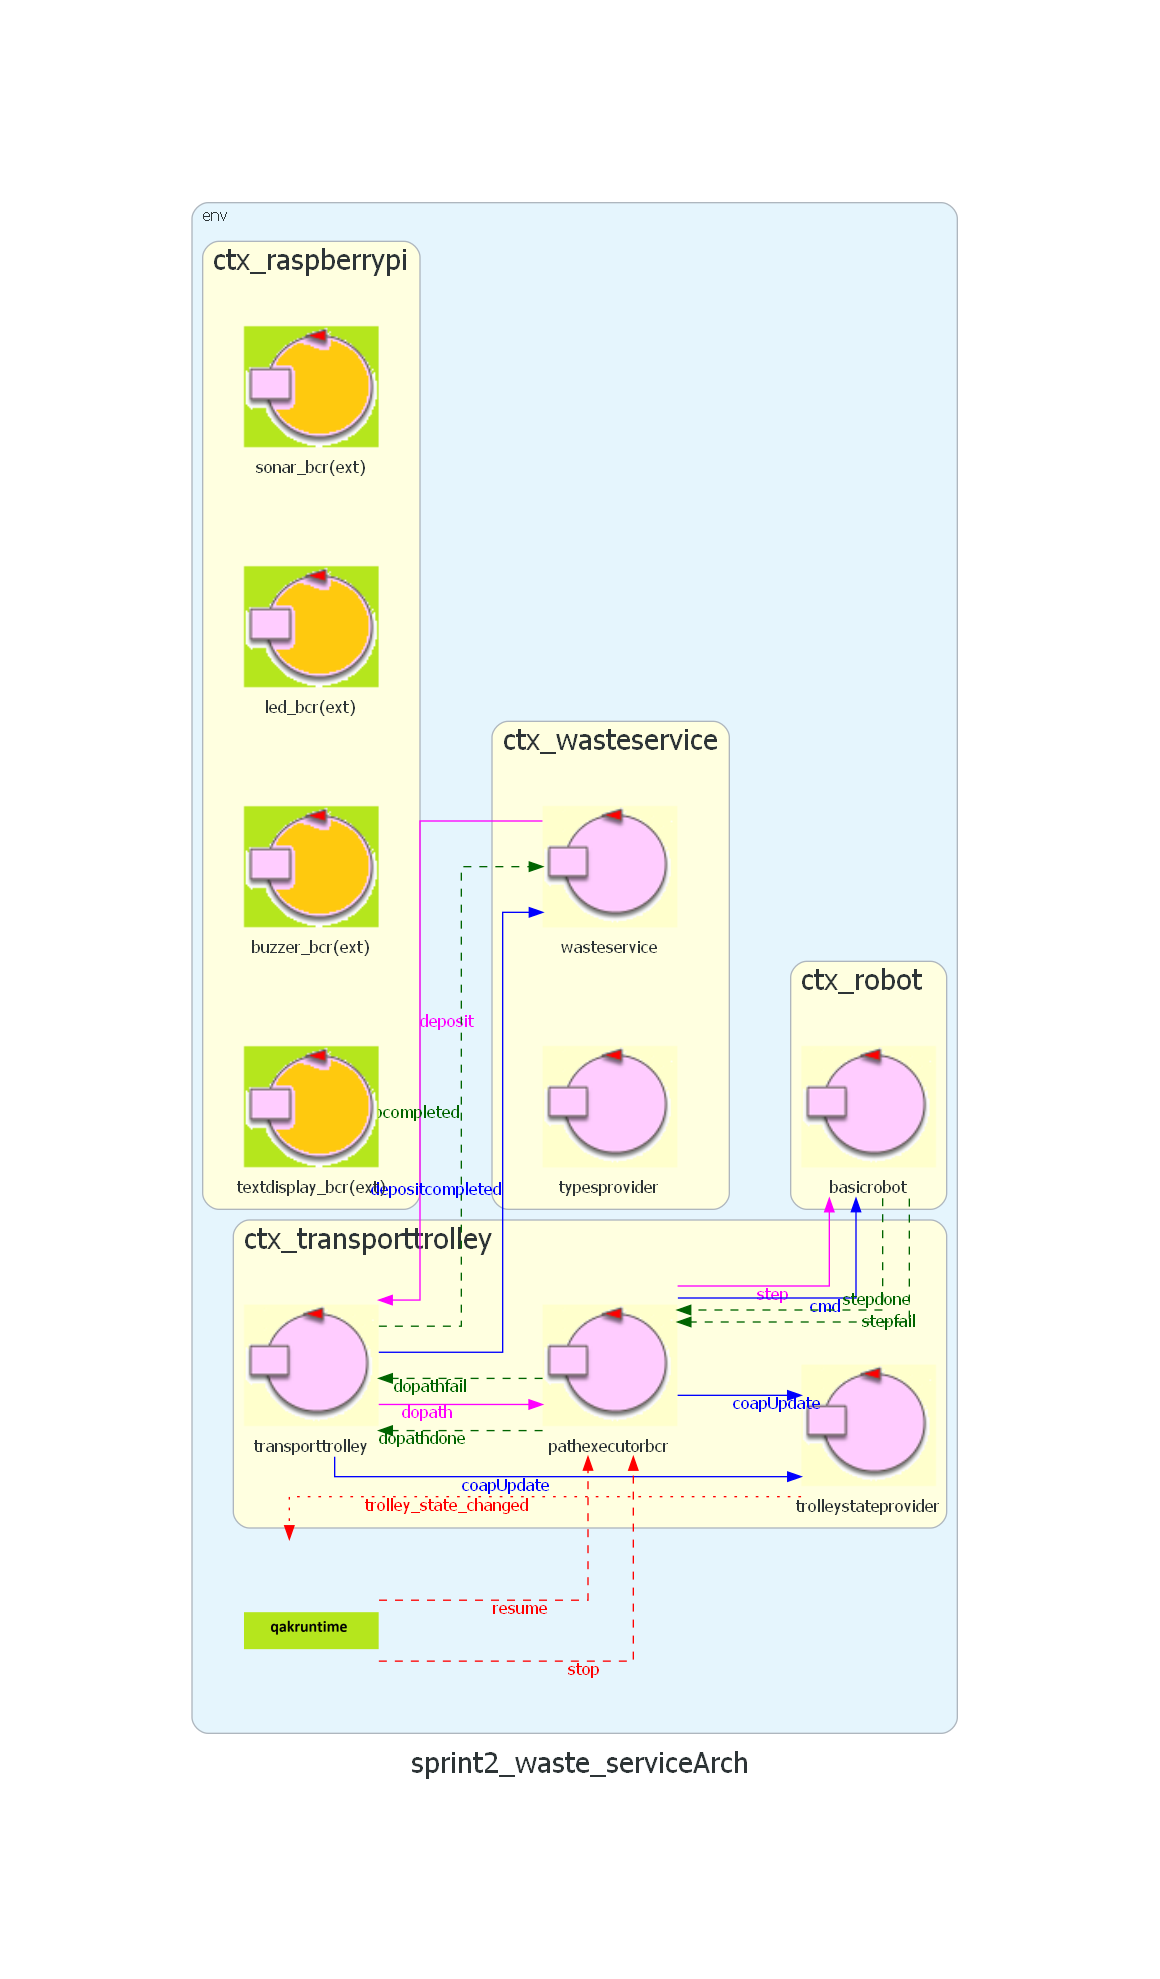 env
ctx_raspberrypi
sonar_bcr(ext)
led_bcr(ext)
ctx_wasteservice
buzzer_bcr(ext)
wasteservice
ctx_robot
deposit
textdisplay_bcr(ext)
depositcompleted
typesprovider
basicrobot
ctx_transporttrolley
step
stepdone
cmd
stepfail
dopathfail
coapUpdate
dopath
dopathdone
transporttrolley
pathexecutorbcr
coapUpdate
trolley_state_changed
trolleystateprovider
resume
qakruntime
stop
sprint2_waste_serviceArch